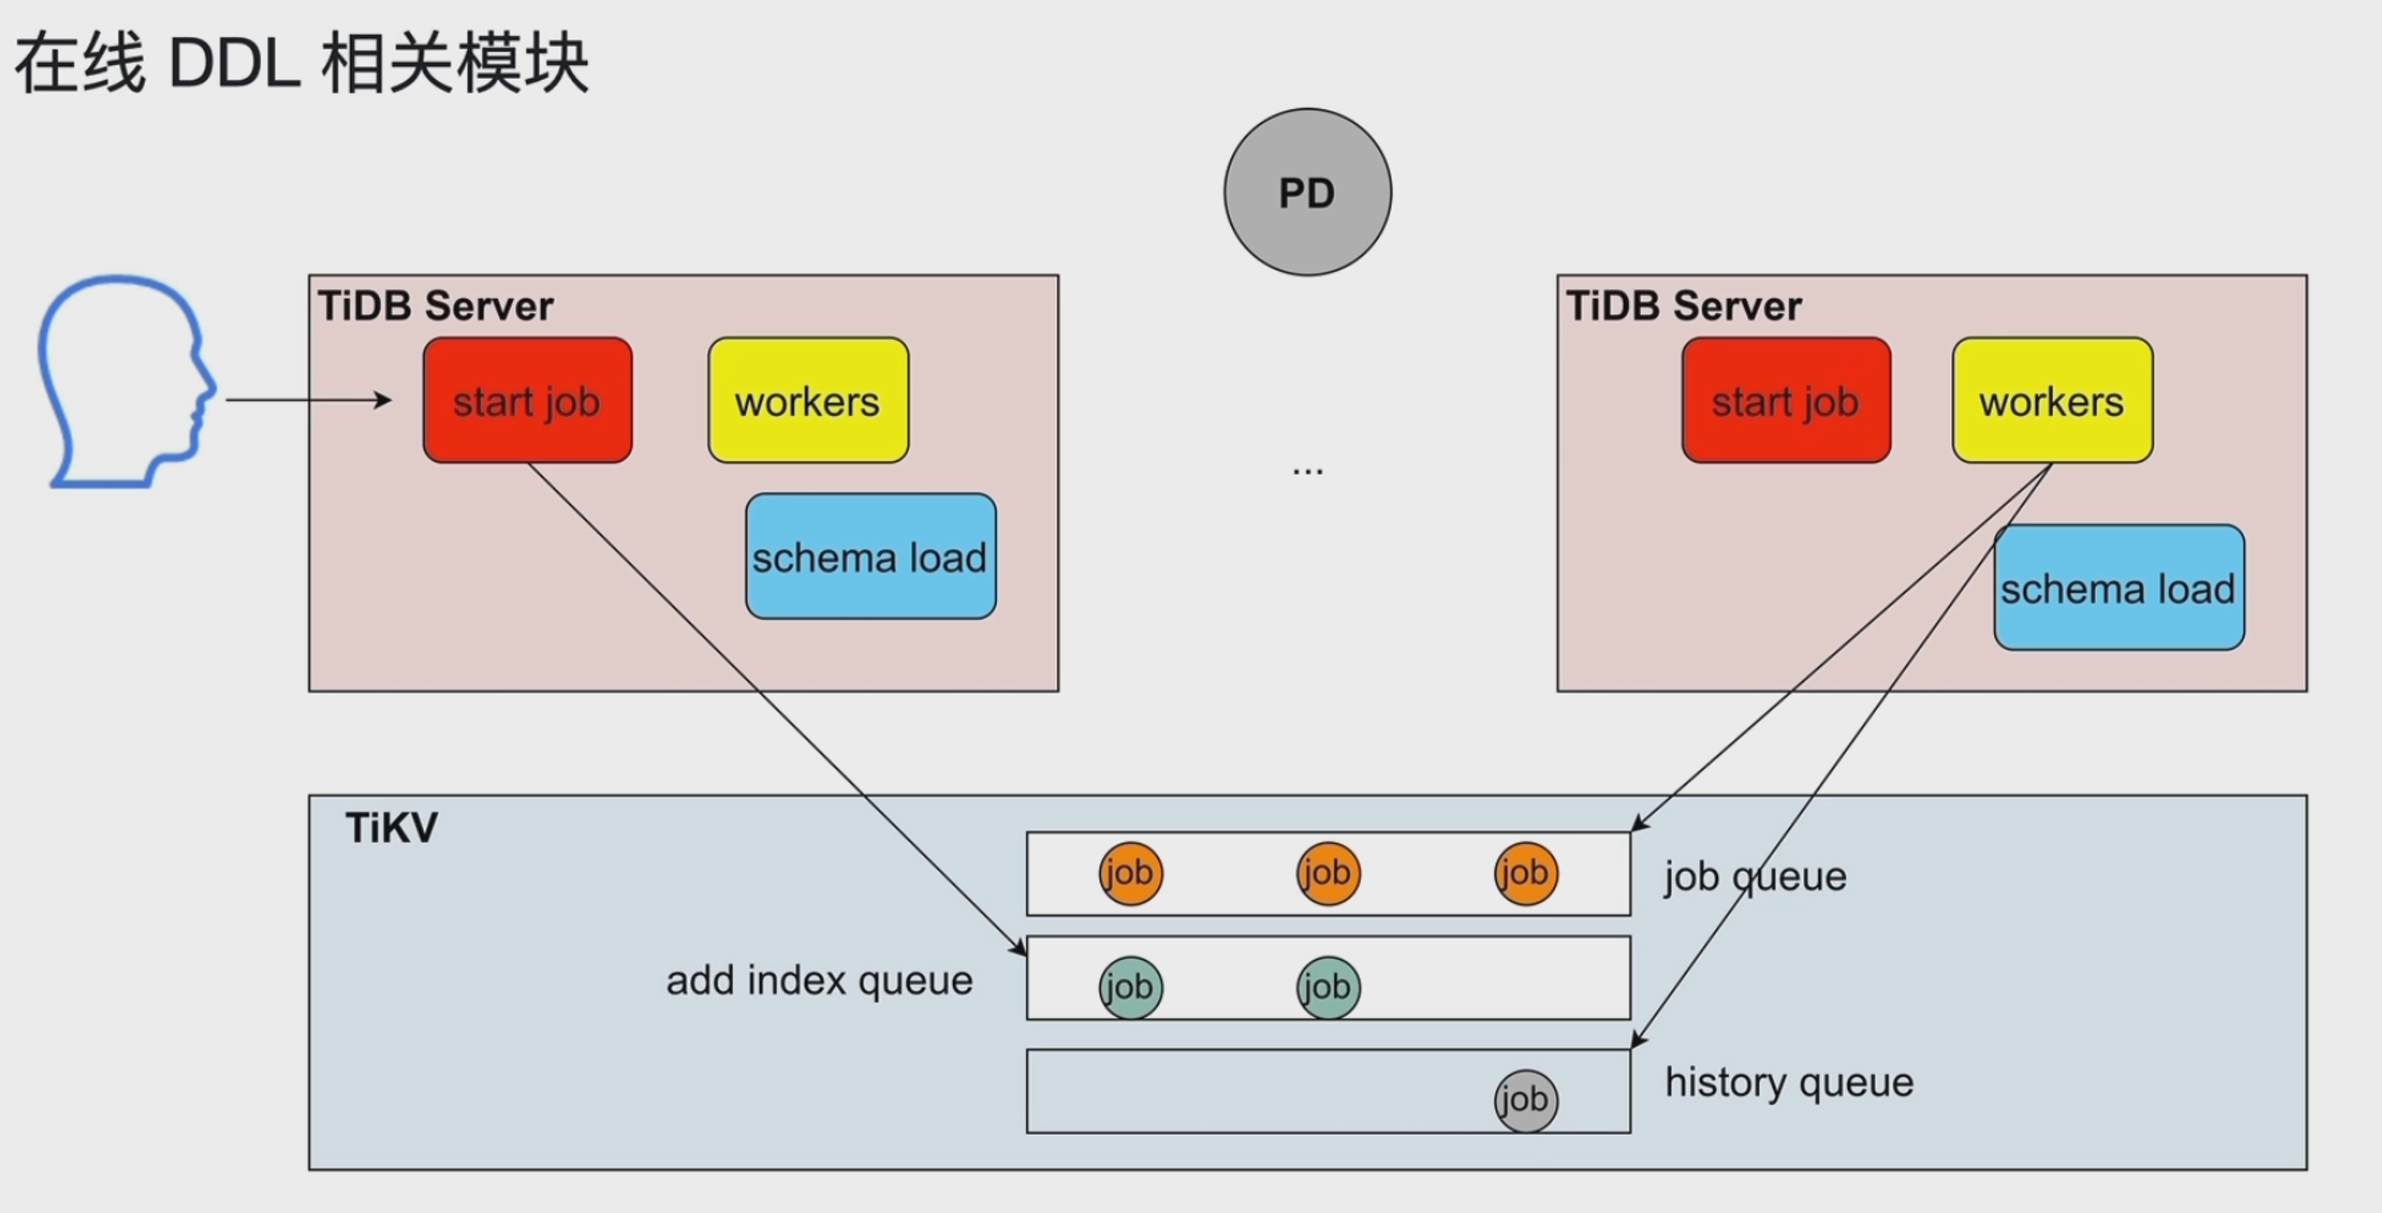 在线 DDL 相关模块
PD
TiDB Server
start job
workers
schema load
...
TiDB Server
start job
workers
schema load
TiKV
job
job
job
job queue
add index queue
job
job
job
history queue